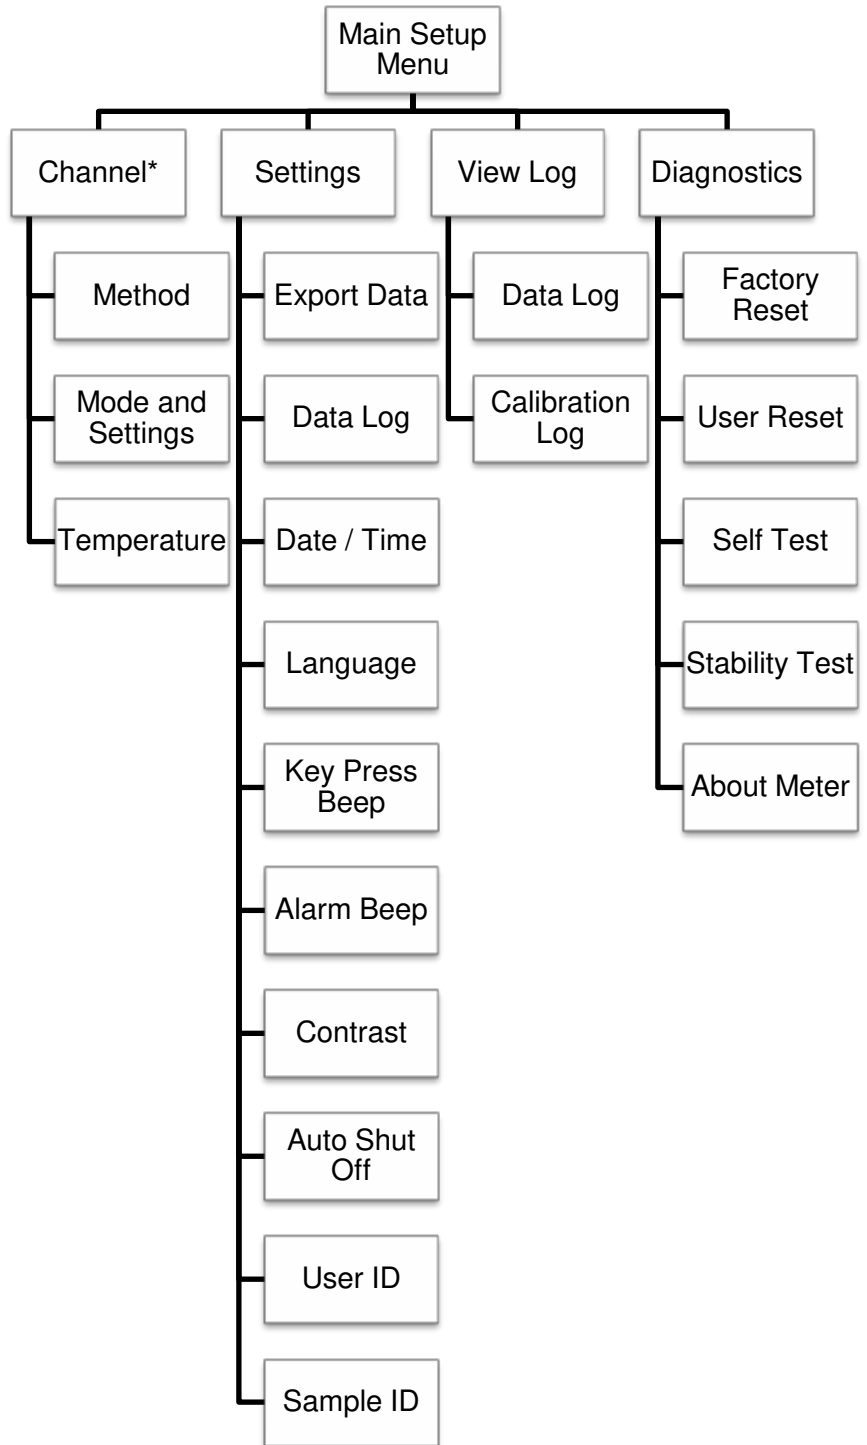 Main Setup
Menu
Channel*
Settings
View Log
Diagnostics
Method
Mode and
Settings
Temperature
Export Data
Data Log
Date / Time
Language
Key Press
Beep
Alarm Beep
Contrast
Auto Shut
Off
User ID
Sample ID
Data Log
Calibration
Log
Factory
Reset
User Reset
Self Test
Stability Test
About Meter